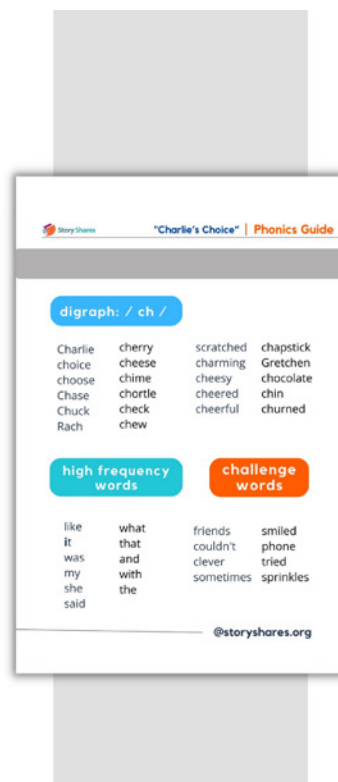 Story Shares
"Charlie's Choice" | Phonics Guide
digraph: / ch /
Charlie cherry scratched chapstick
choice cheese charming Gretchen
choose chime cheesy chocolate
Chase chortle cheered chin
Chuck check cheerful churned
Rach chew
high frequency
words
like what
it that
was and
my with
she the
said
challenge
words
friends smiled
couldn't phone
clever tried
sometimes sprinkles
@storyshares.org